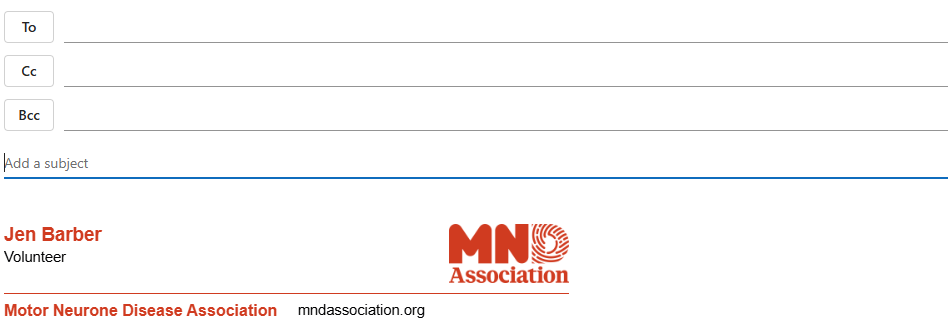 To
Cc
Bcc
Add a subject
Jen Barber
Volunteer
MND
Association
Motor Neurone Disease Association mndassociation.org